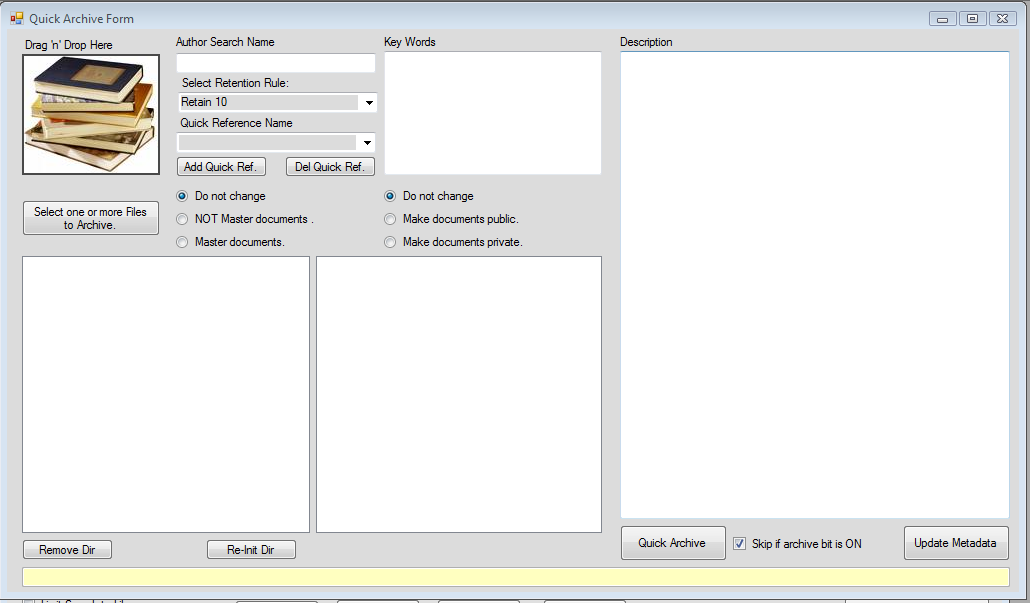 Quick Archive Form
Drag 'n' Drop Here
Author Search Name
Key Words
Description
Select Retention Rule:
Retain 10
Quick Reference Name
Add Quick Ref.
Del Quick Ref.
Select one or more Files
to Archive.
Do not change
NOT Master documents .
Master documents.
Do not change
Make documents public.
Make documents private.
Remove Dir
Re-Init Dir
Quick Archive
Skip if archive bit is ON
Update Metadata